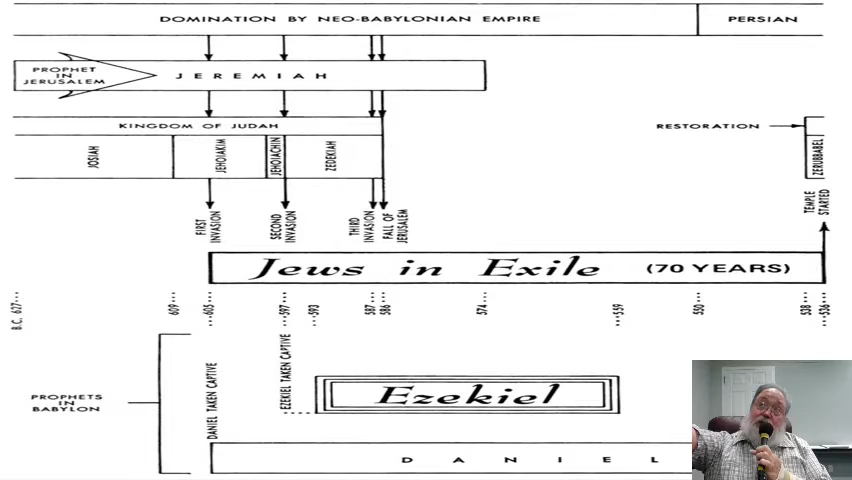 DOMINATION BY NEO-BABYLONIAN EMPIRE
PERSIAN
PROPHET
IN
JERUSALEM
JEREMIAH
KINGDOM OF JUDAH
RESTORATION
JOSIAH
JEHOIAKIM
JEHOIACHIN
ZEDEKIAH
ZERUBBABEL
FIRST
INVASION
SECOND
INVASION
THIRD
INVASION
FALL OF
JERUSALEM
TEMPLE
STARTED
Jews in Exile (70 YEARS)
B.C. 627
609
605
597
593
587
586
574
559
550
538
536
PROPHETS
IN
BABYLON
DANIEL TAKEN CAPTIVE
EZEKIEL TAKEN CAPTIVE
Ezekiel
DANIEL